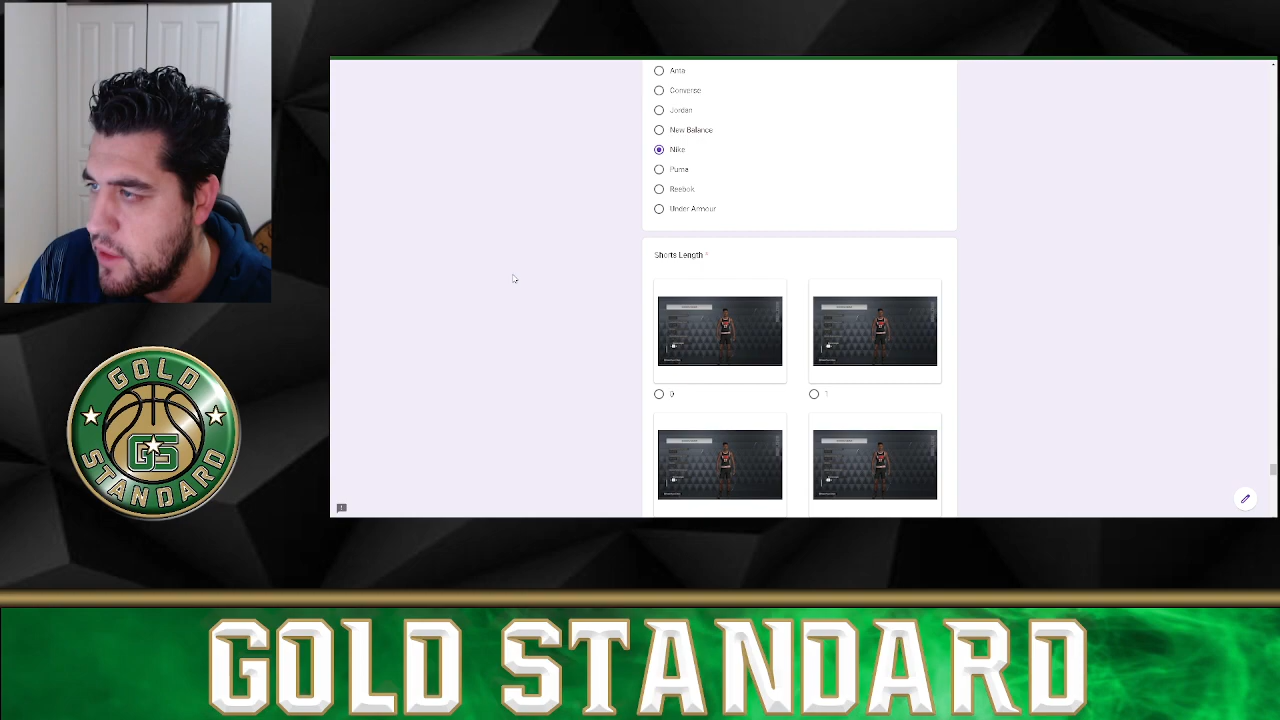 Anta
Converse
Jordan
New Balance
Nike
Puma
Reebok
Under Armour
Shorts Length *
0
1
GOLD
GS
STANDARD
GOLD STANDARD